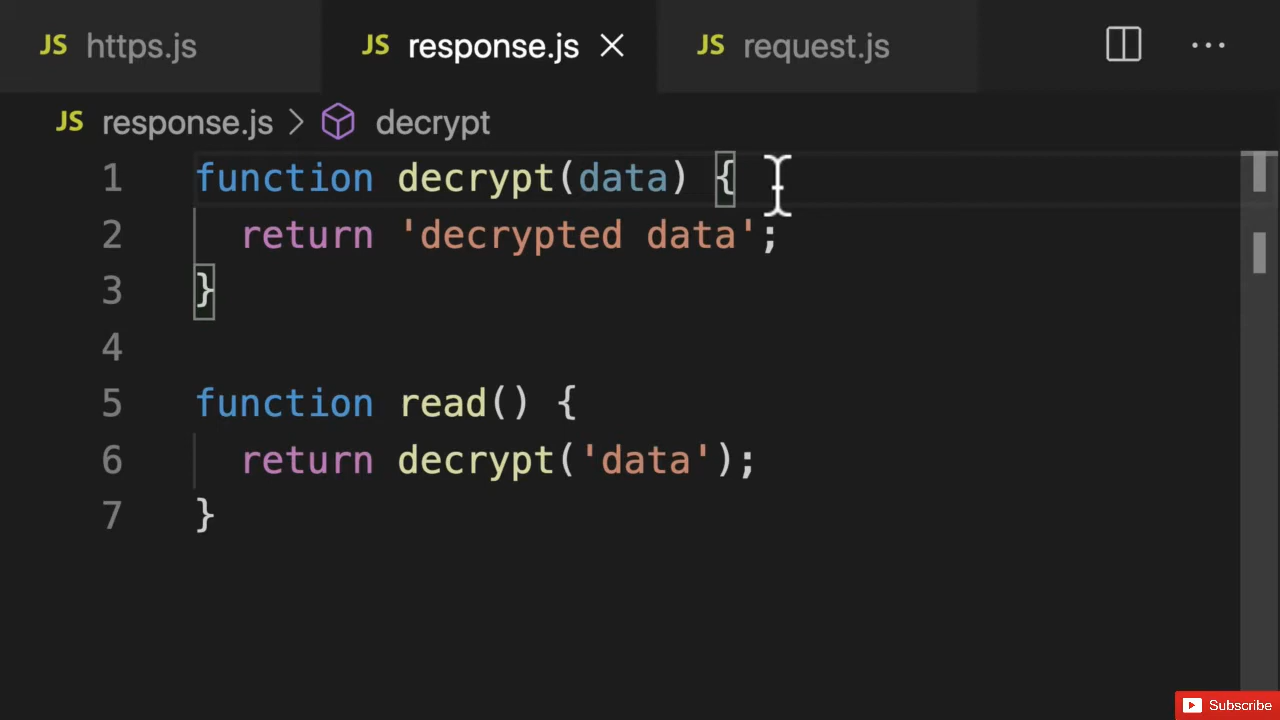 JS https.js JS response.js JS request.js ...
JS response.js > decrypt
1 function decrypt(data) {
2   return 'decrypted data';
3 }
4
5 function read() {
6   return decrypt('data');
7 }
Subscribe